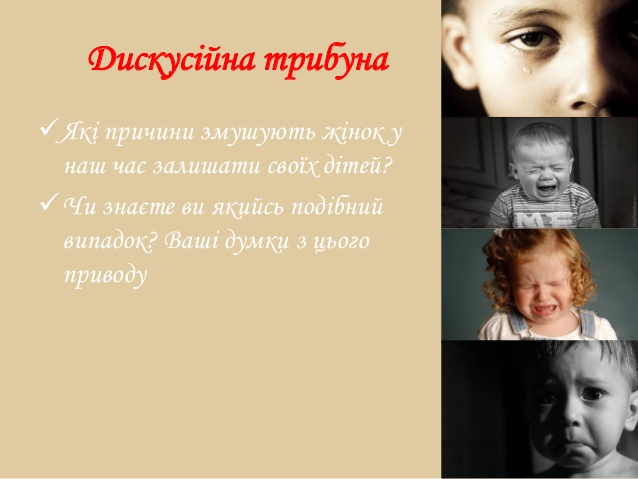 Дискусійна трибуна
✓ Які причини змушують жінок у
наш час залишати своїх дітей?
✓ Чи знаєте ви якийсь подібний
випадок? Ваші думки з цього
приводу
ME